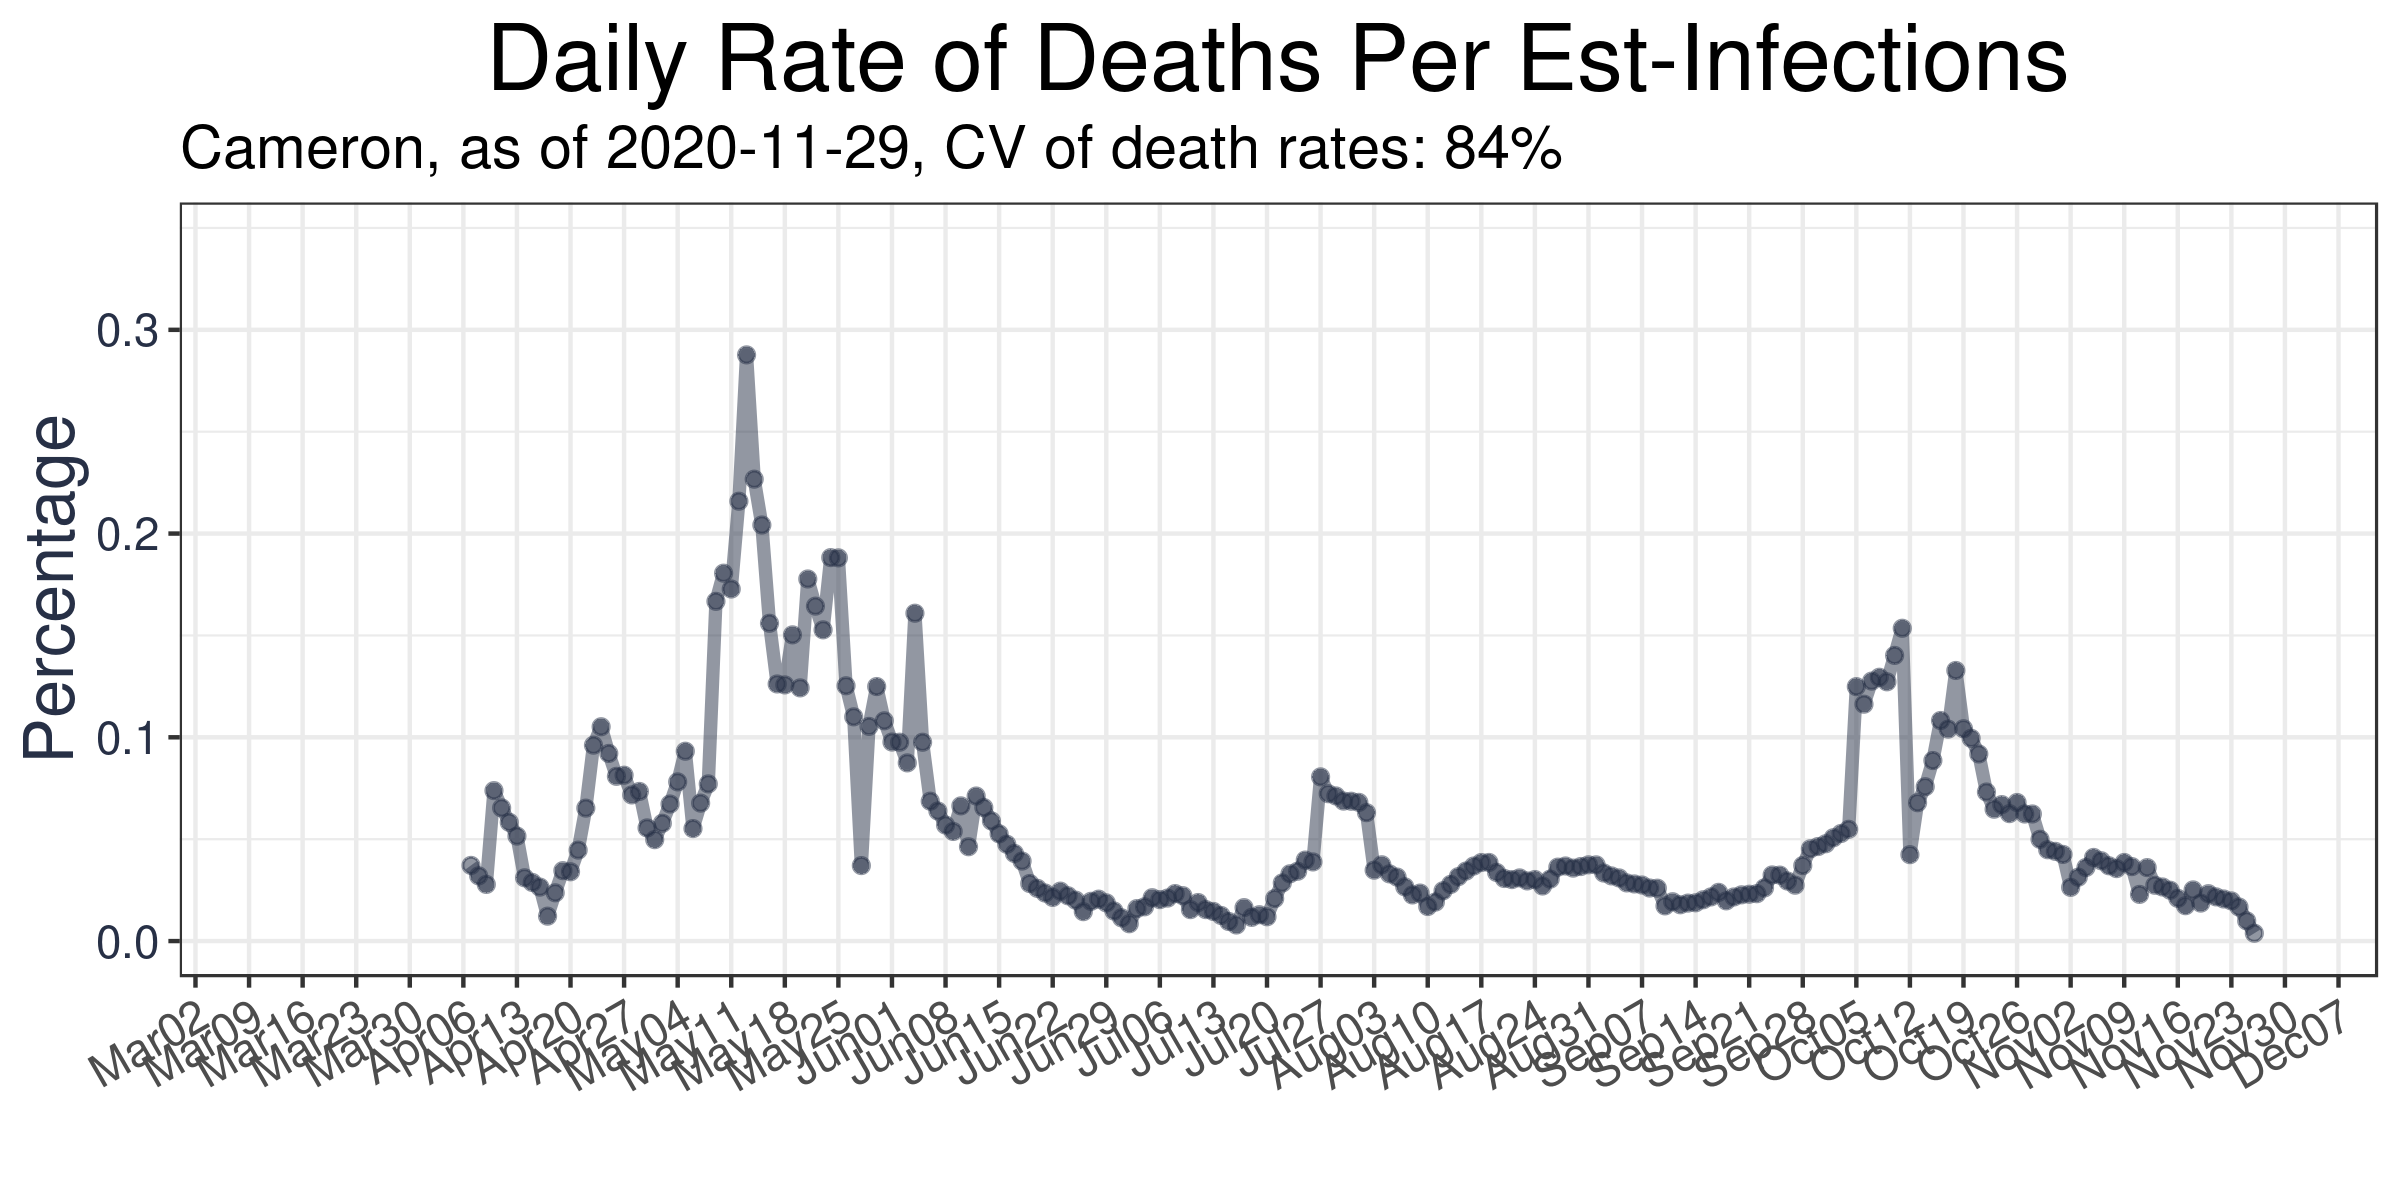 Daily Rate of Deaths Per Est-Infections
Cameron, as of 2020-11-29, CV of death rates: 84%
Percentage
0.3
0.2
0.1
0.0
Mar02
Mar09
Mar16
Mar23
Mar30
Apr06
Apr13
Apr20
Apr27
May04
May11
May18
May25
Jun01
Jun08
Jun15
Jun22
Jun29
Jul06
Jul13
Jul20
Jul27
Aug03
Aug10
Aug17
Aug24
Aug31
Sep07
Sep14
Sep21
Sep28
Oct05
Oct12
Oct19
Oct26
Nov02
Nov09
Nov16
Nov23
Nov30
Dec07